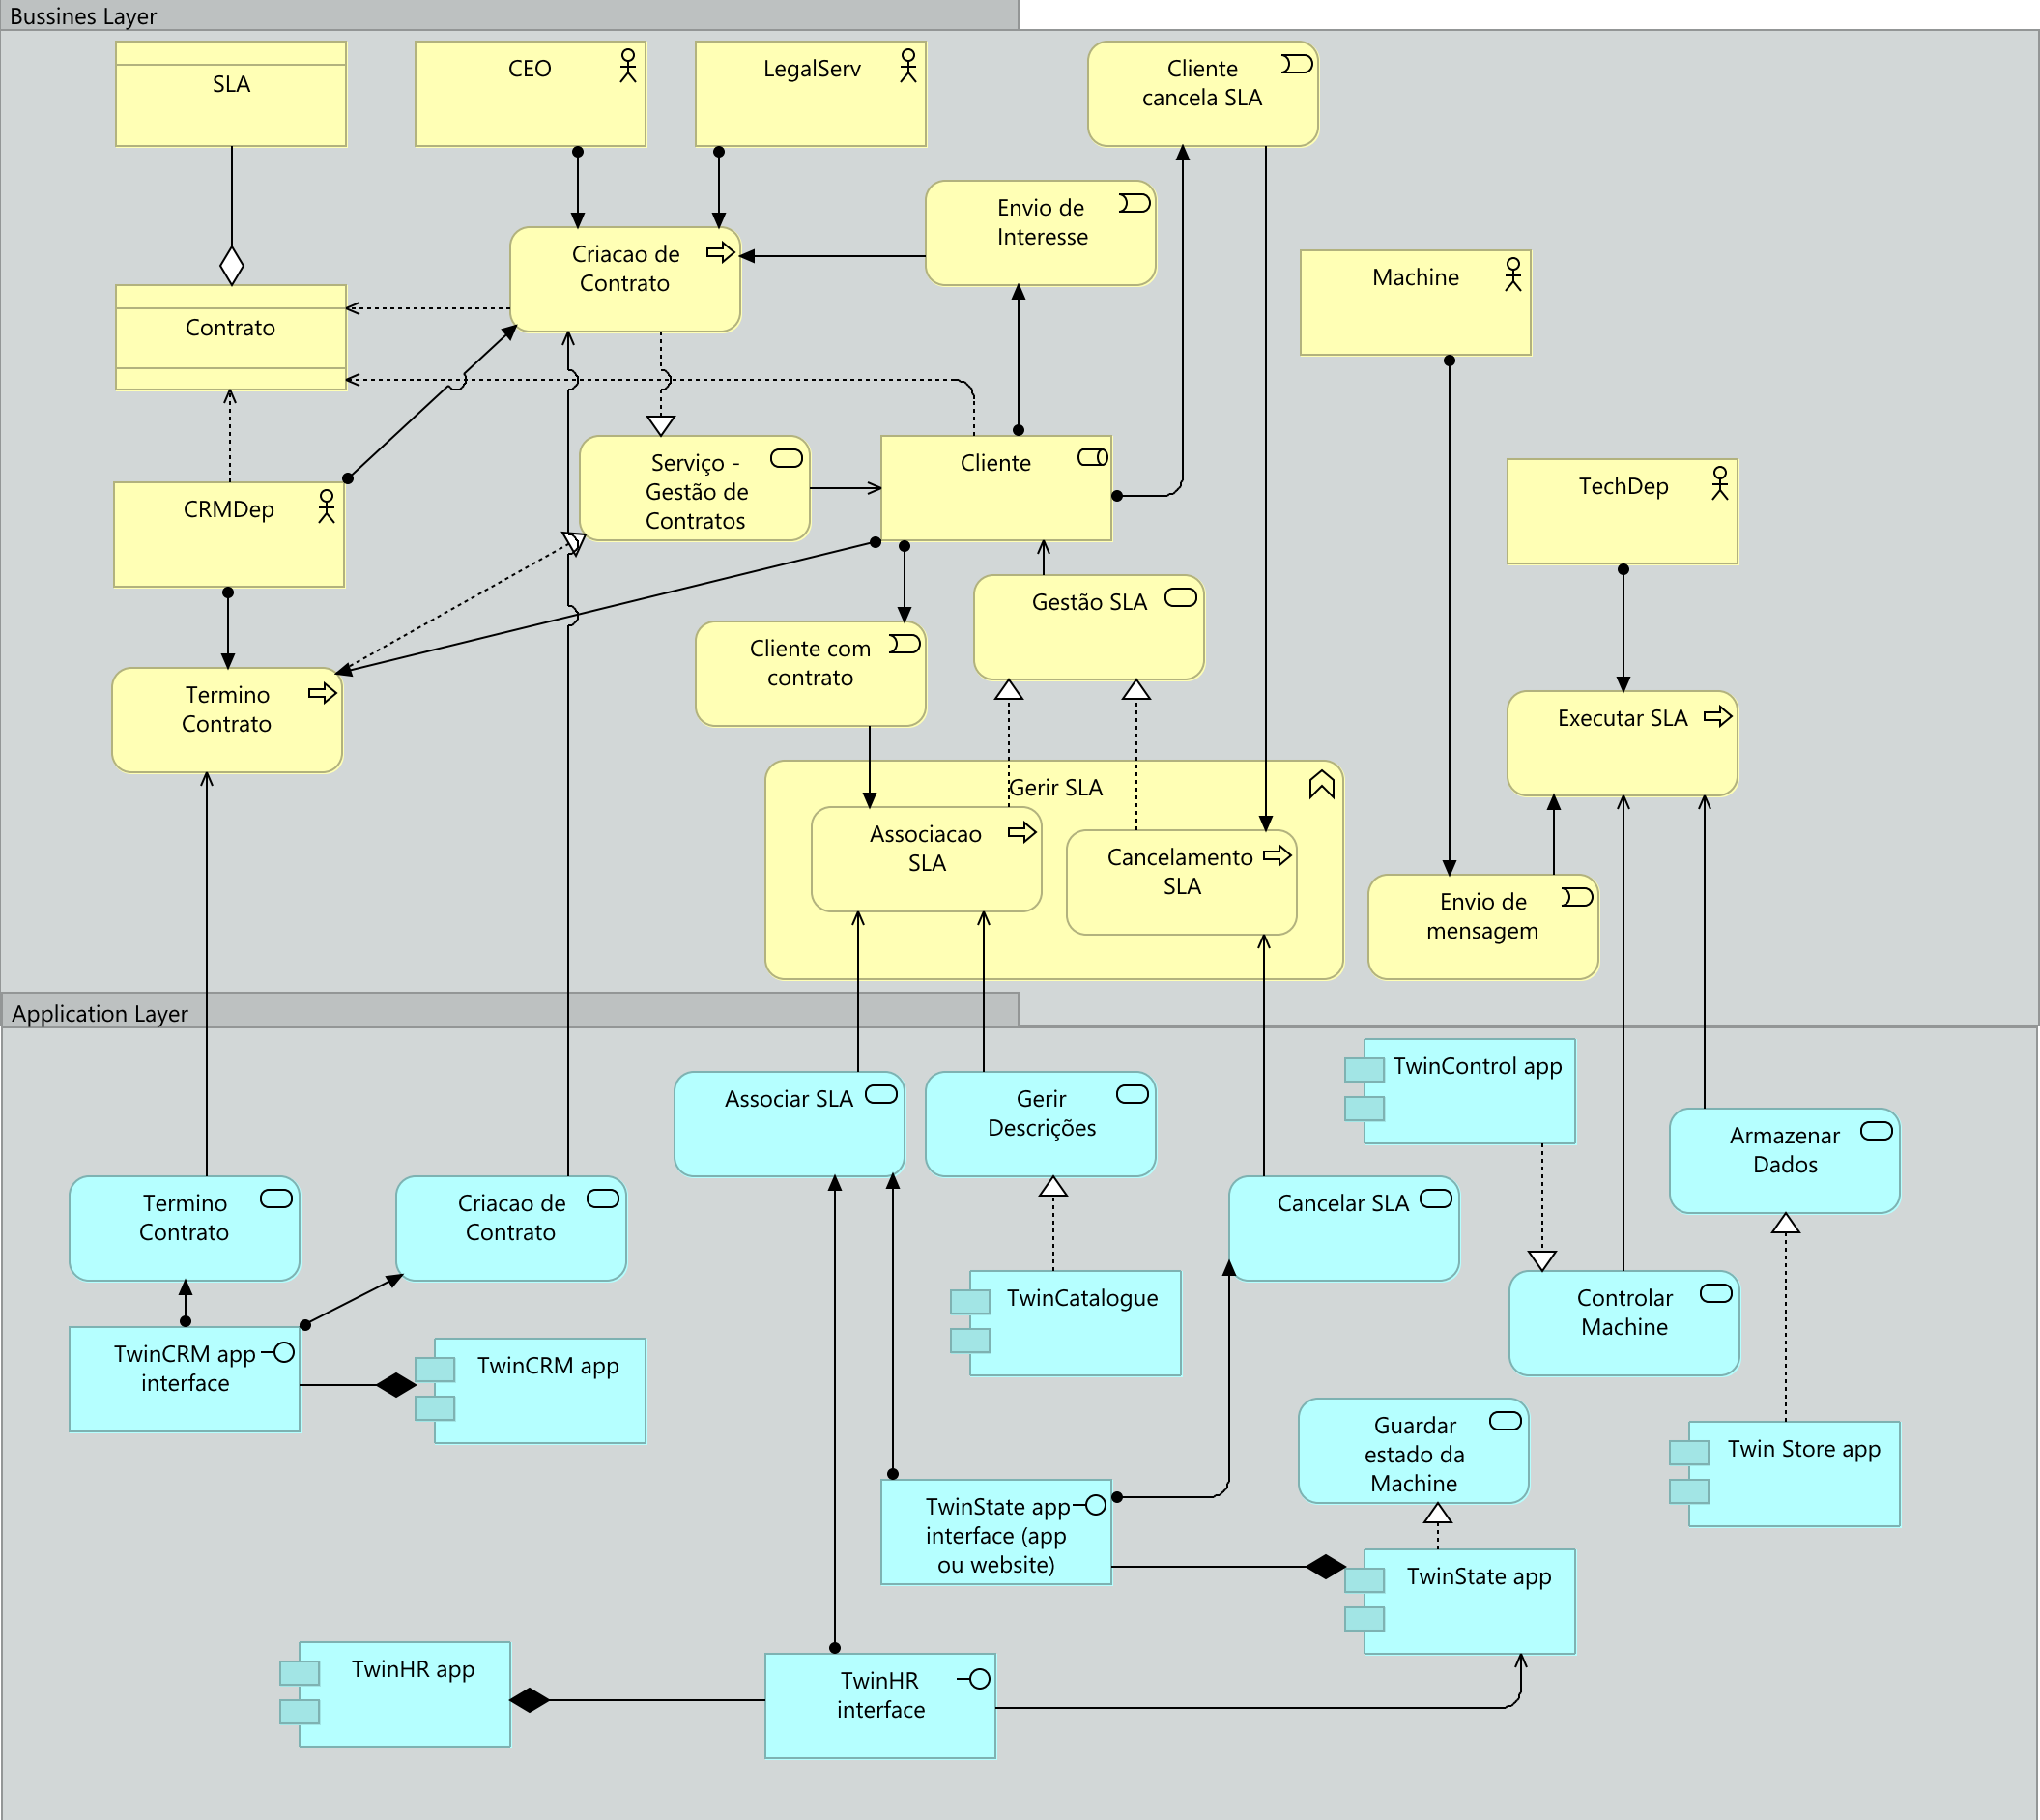 Bussines Layer
SLA
CEO
LegalServ
Cliente
cancela SLA
Envio de
Interesse
Criacao de
Contrato
Machine
Contrato
Serviço -
Gestão de
Contratos
Cliente
TechDep
CRMDep
Gestão SLA
Cliente com
contrato
Termino
Contrato
Executar SLA
Gerir SLA
Associacao
SLA
Cancelamento
SLA
Envio de
mensagem
Application Layer
TwinControl app
Associar SLA
Gerir
Descrições
Armazenar
Dados
Termino
Contrato
Criacao de
Contrato
Cancelar SLA
TwinCatalogue
Controlar
Machine
TwinCRM app
interface
TwinCRM app
Guardar
estado da
Machine
Twin Store app
TwinState app
interface (app
ou website)
TwinState app
TwinHR app
TwinHR
interface